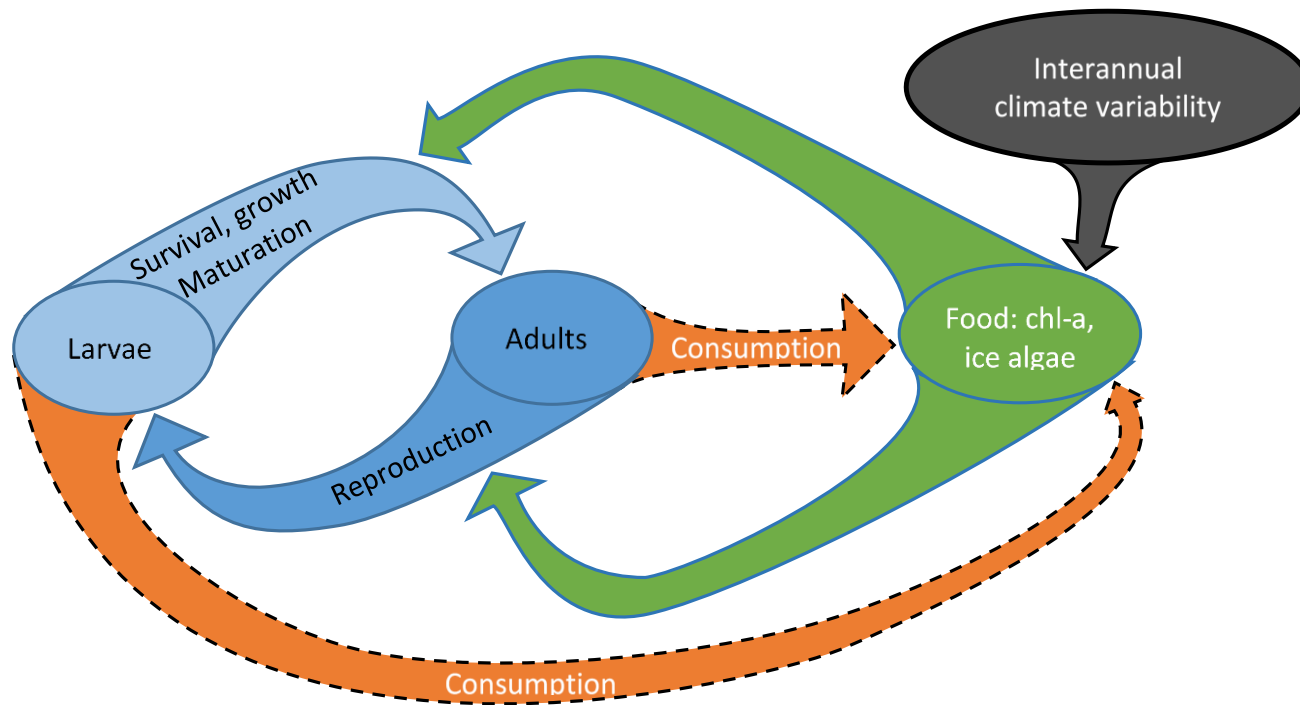 Interannual
climate variability
Survival, growth
Maturation
Larvae
Adults
Consumption
Food: chl-a,
ice algae
Reproduction
Consumption